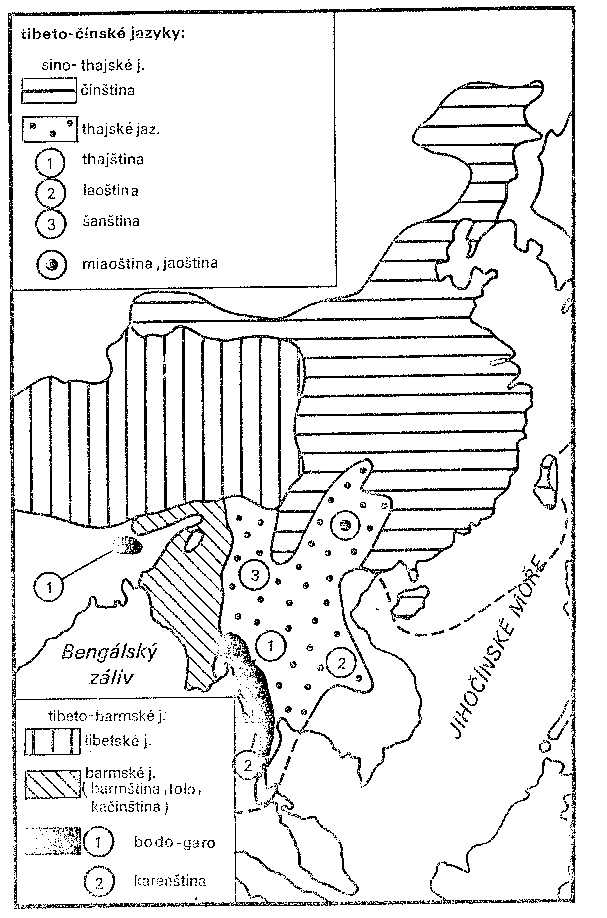 tibeto-čínské jazyky:
sino-thajské j.
čínština
thajské jaz.
1 thajština
2 laoština
3 šanština
miaoština, jaoština
3
1
2
1
2
Bengálský
záliv
JIHOČÍNSKÉ MOŘE
tibeto-barmské j.
tibetské j.
barmské j.
(barmština, lolo,
kačinština)
1 bodo-garo
2 karenština